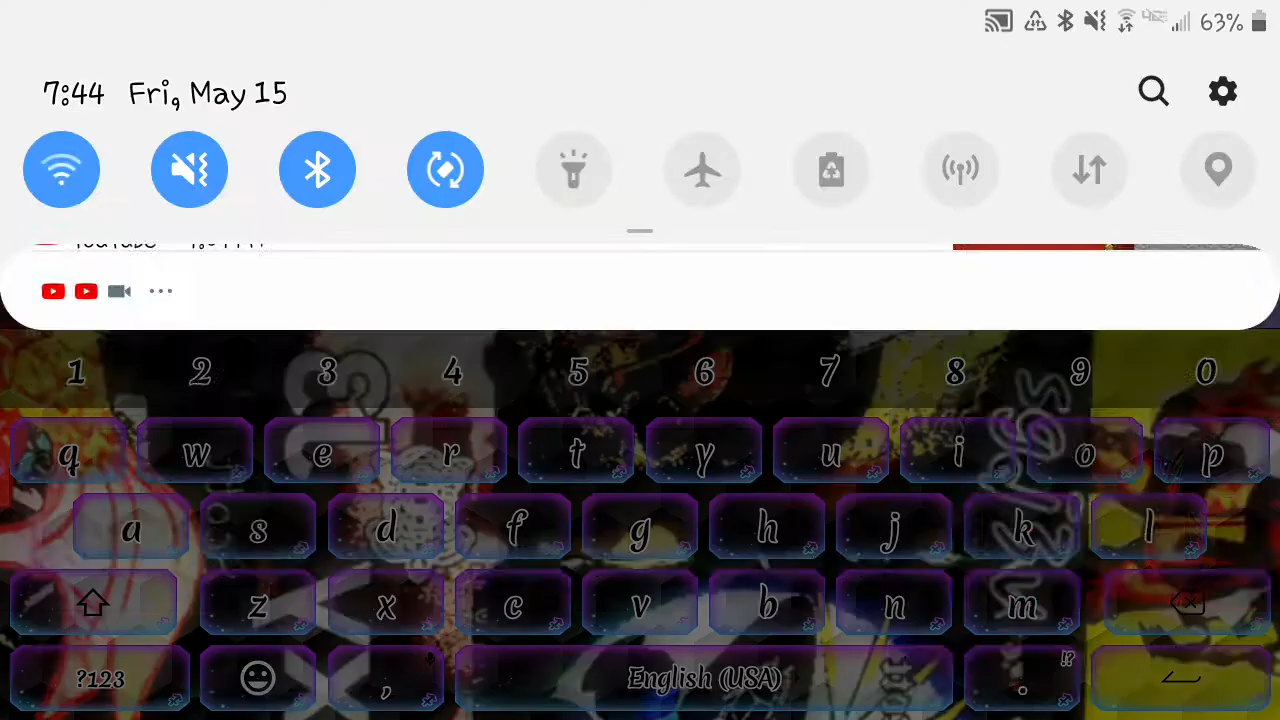 63%
7:44 Fri, May 15
YouTube
1 2 3 4 5 6 7 8 9 0
q w e r t y u i o p
a s d f g h j k l
z x c v b n m
?123 , English (USA) . !?